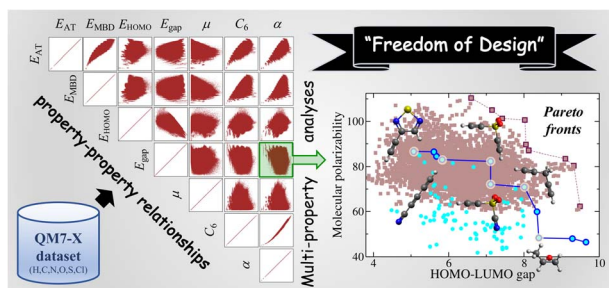 E_AT E_MBD E_HOMO E_gap μ C_6 α
E_AT
E_MBD
E_HOMO
E_gap
μ
C_6
α
property-property relationships
QM7-X
dataset
(H,C,N,O,S,Cl)
Multi-property analyses
"Freedom of Design"
Pareto
fronts
Molecular polarizability
100
80
60
40
4
6
8
10
HOMO-LUMO gap